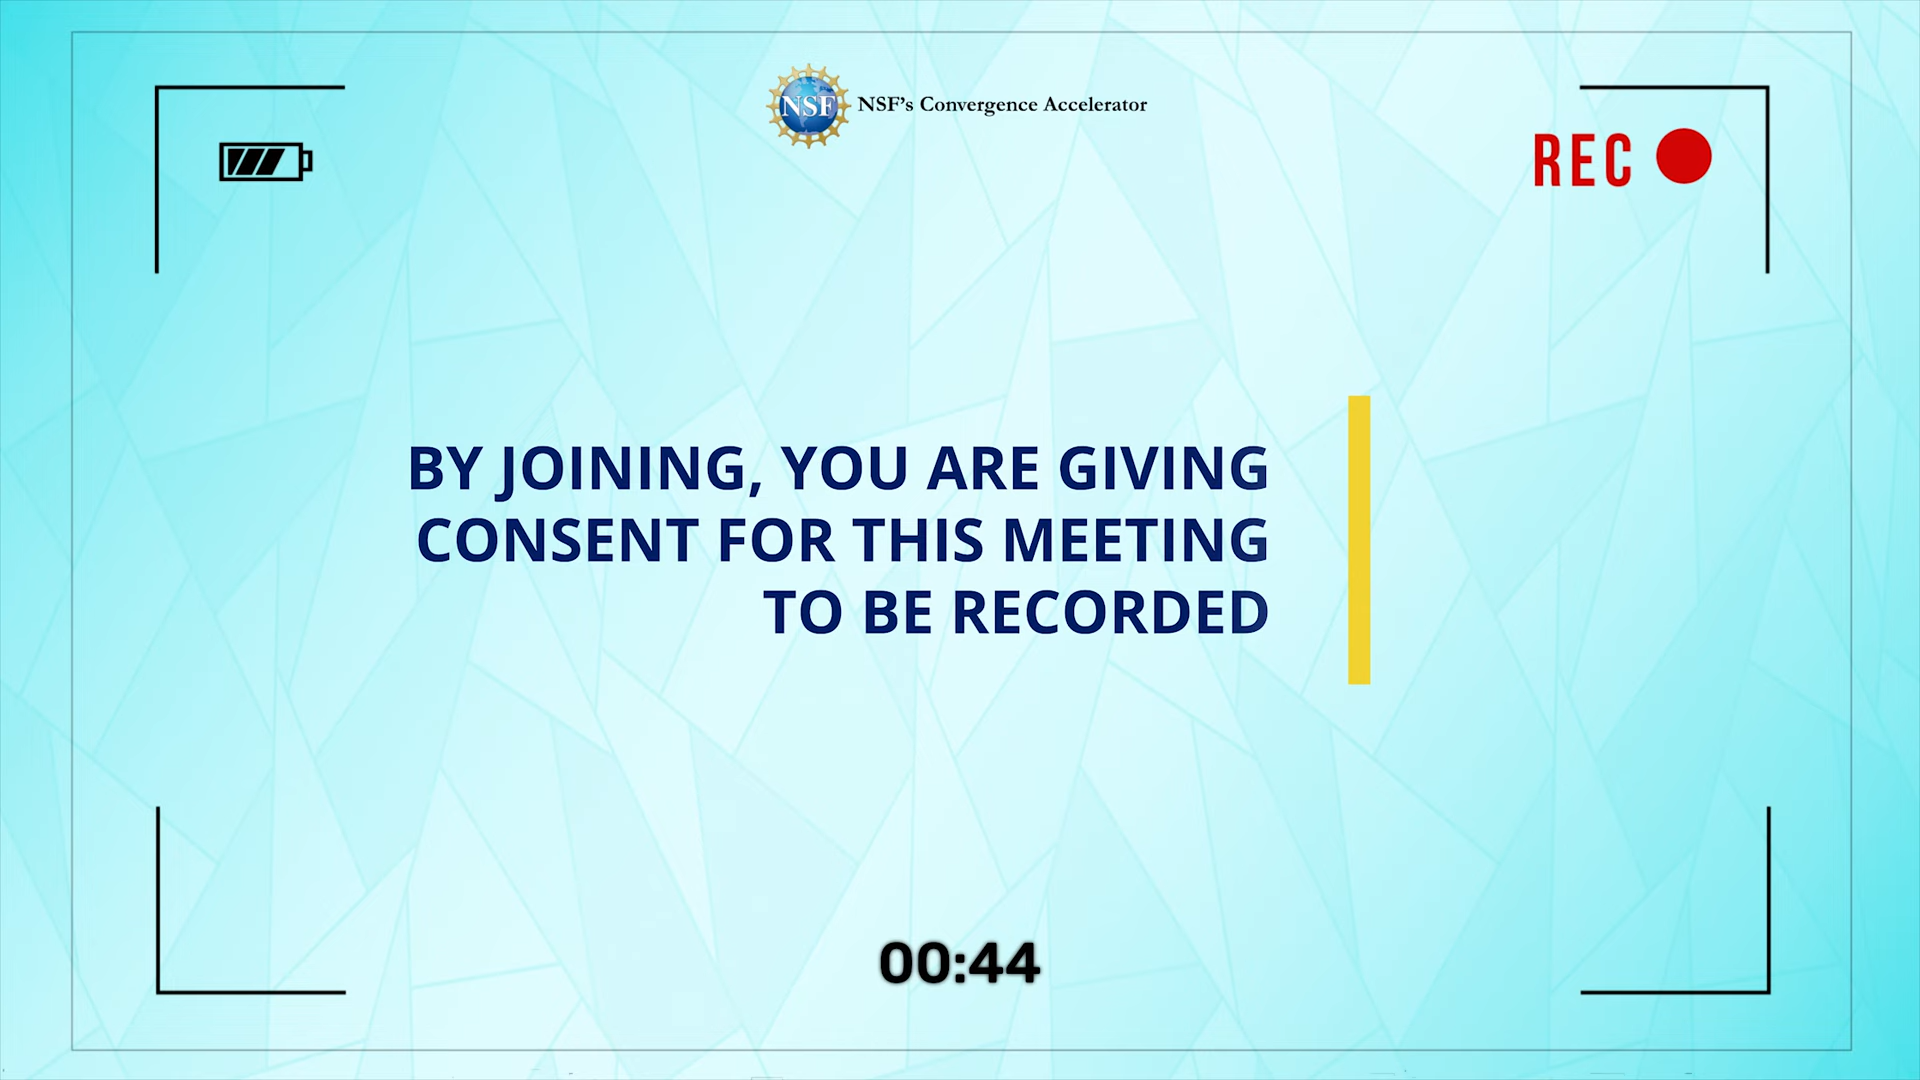 NSF NSF's Convergence Accelerator
REC
BY JOINING, YOU ARE GIVING
CONSENT FOR THIS MEETING
TO BE RECORDED
00:44